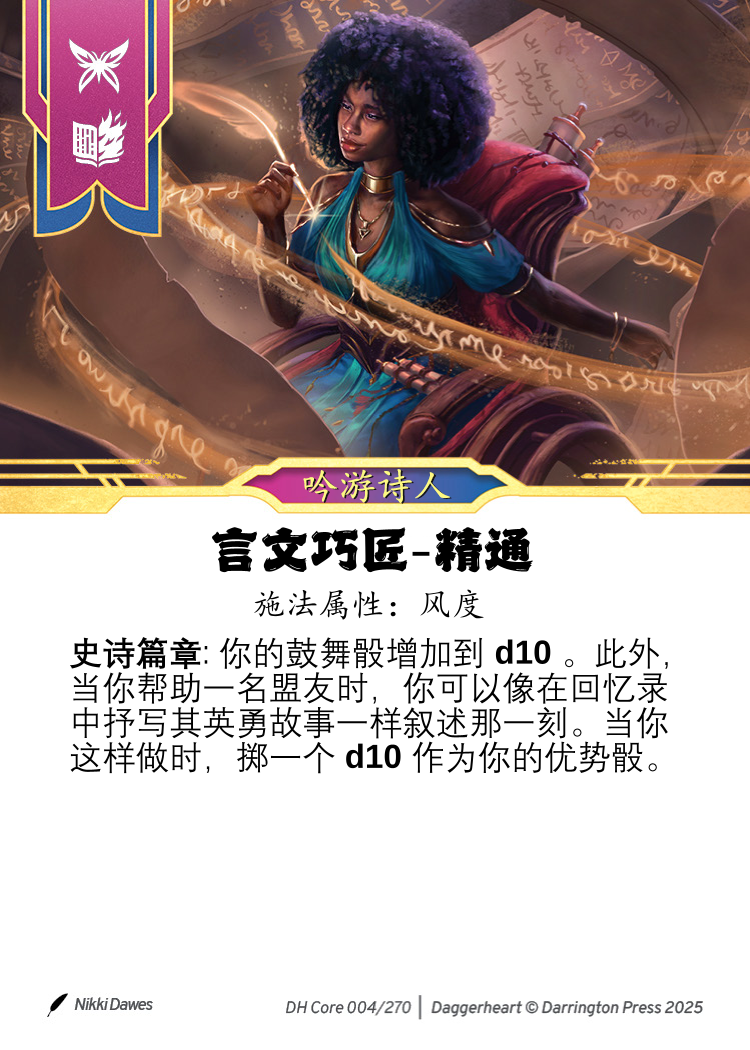 吟游诗人
言文巧匠-精通
施法属性：风度
史诗篇章: 你的鼓舞骰增加到 d10 。此外,
当你帮助一名盟友时，你可以像在回忆录
中抒写其英勇故事一样叙述那一刻。当你
这样做时，掷一个 d10 作为你的优势骰。
Nikki Dawes
DH Core 004/270 | Daggerheart © Darrington Press 2025